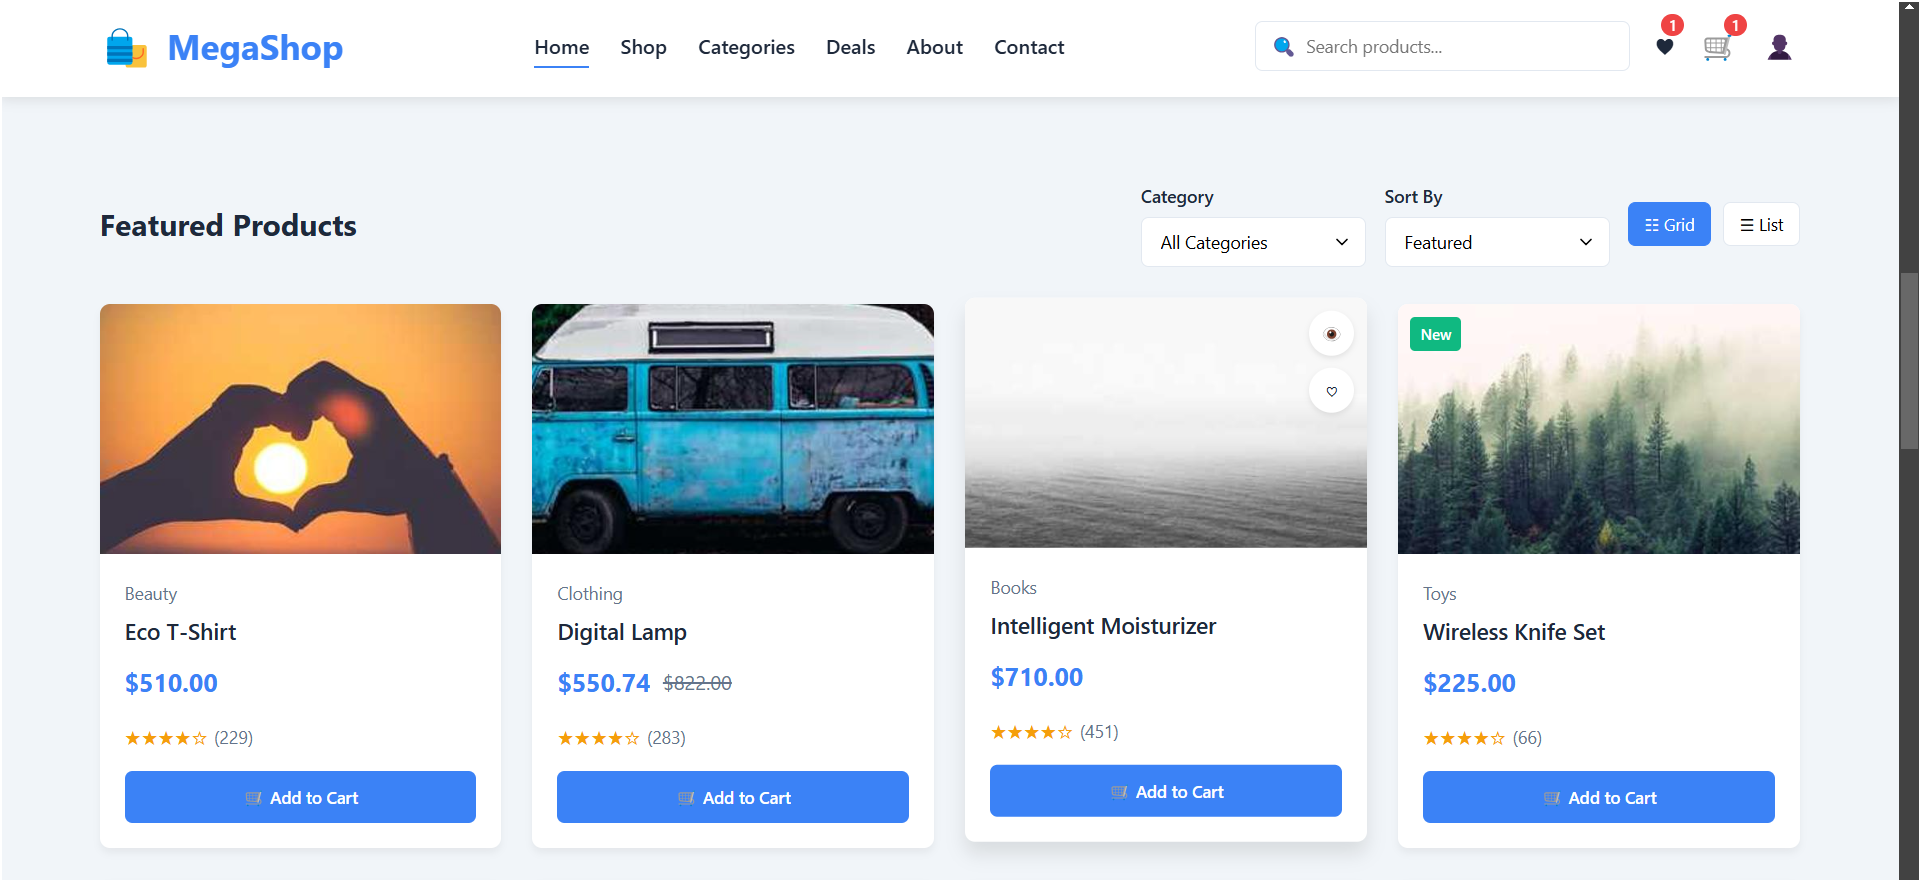 MegaShop
Home Shop Categories Deals About Contact
Search products...
1
1
Featured Products
Category
All Categories
Sort By
Featured
Grid
List
Beauty
Eco T-Shirt
$510.00
★★★★☆ (229)
Add to Cart
Clothing
Digital Lamp
$550.74 $822.00
★★★★☆ (283)
Add to Cart
Books
Intelligent Moisturizer
$710.00
★★★★☆ (451)
Add to Cart
New
Toys
Wireless Knife Set
$225.00
★★★★☆ (66)
Add to Cart